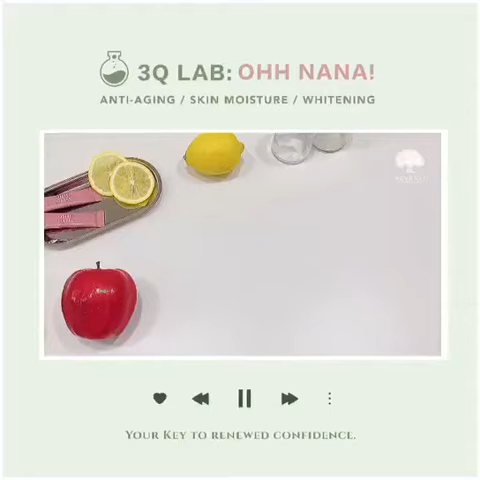 3Q LAB: OHH NANA!
ANTI-AGING / SKIN MOISTURE / WHITENING
YOUR KEY TO RENEWED CONFIDENCE.